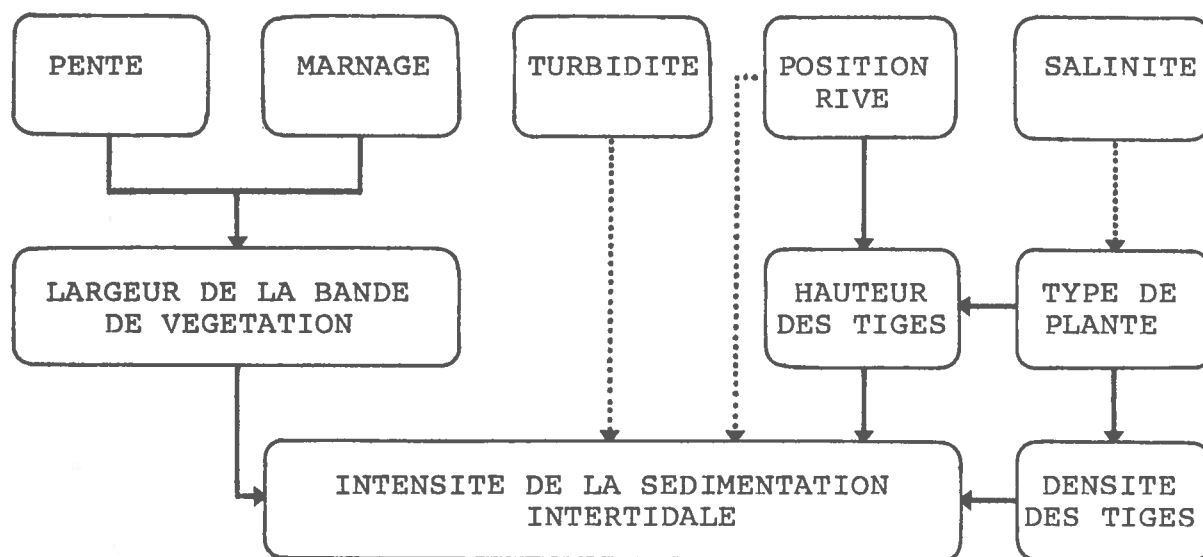 PENTE
MARNAGE
TURBIDITE
POSITION
RIVE
SALINITE
LARGEUR DE LA BANDE
DE VEGETATION
HAUTEUR
DES TIGES
TYPE DE
PLANTE
INTENSITE DE LA SEDIMENTATION
INTERTIDALE
DENSITE
DES TIGES